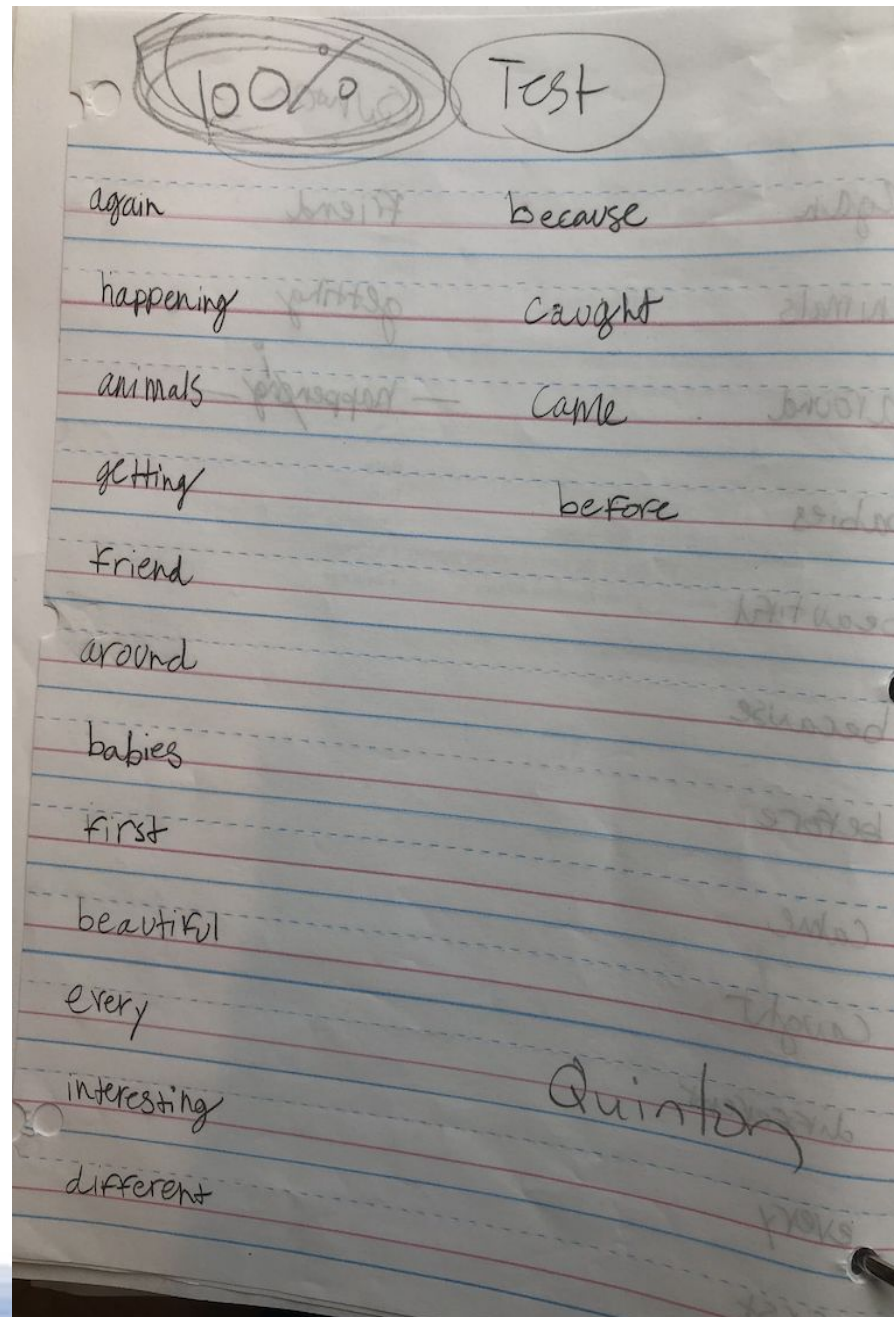 100% Test
again because
happening caught
animals came
getting before
friend
around
babies
first
beautiful
every
interesting Quinton
different